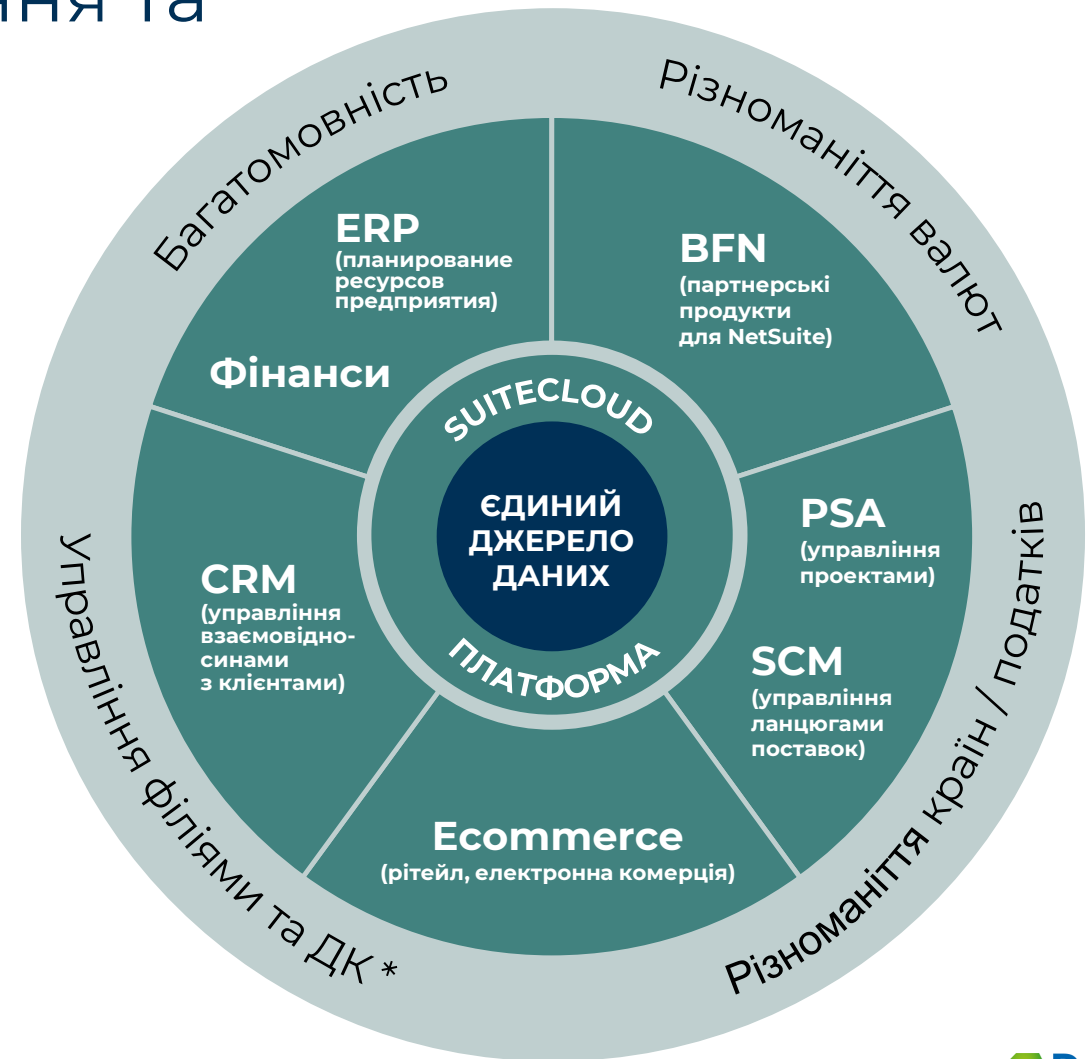 ння та
Багатомовність
Різноманіття валют
ERP
(планирование
ресурсов
предприятия)
Фінанси
BFN
(партнерські
продукти
для NetSuite)
SUITECLOUD
ЄДИНИЙ
ДЖЕРЕЛО
ДАНИХ
ПЛАТФОРМА
PSA
(управління
проектами)
SCM
(управління
ланцюгами
поставок)
CRM
(управління
взаємовідно-
синами
з клієнтами)
Ecommerce
(рітейл, електронна комерція)
Управління філіями та ДК *
Різноманіття країн / податків